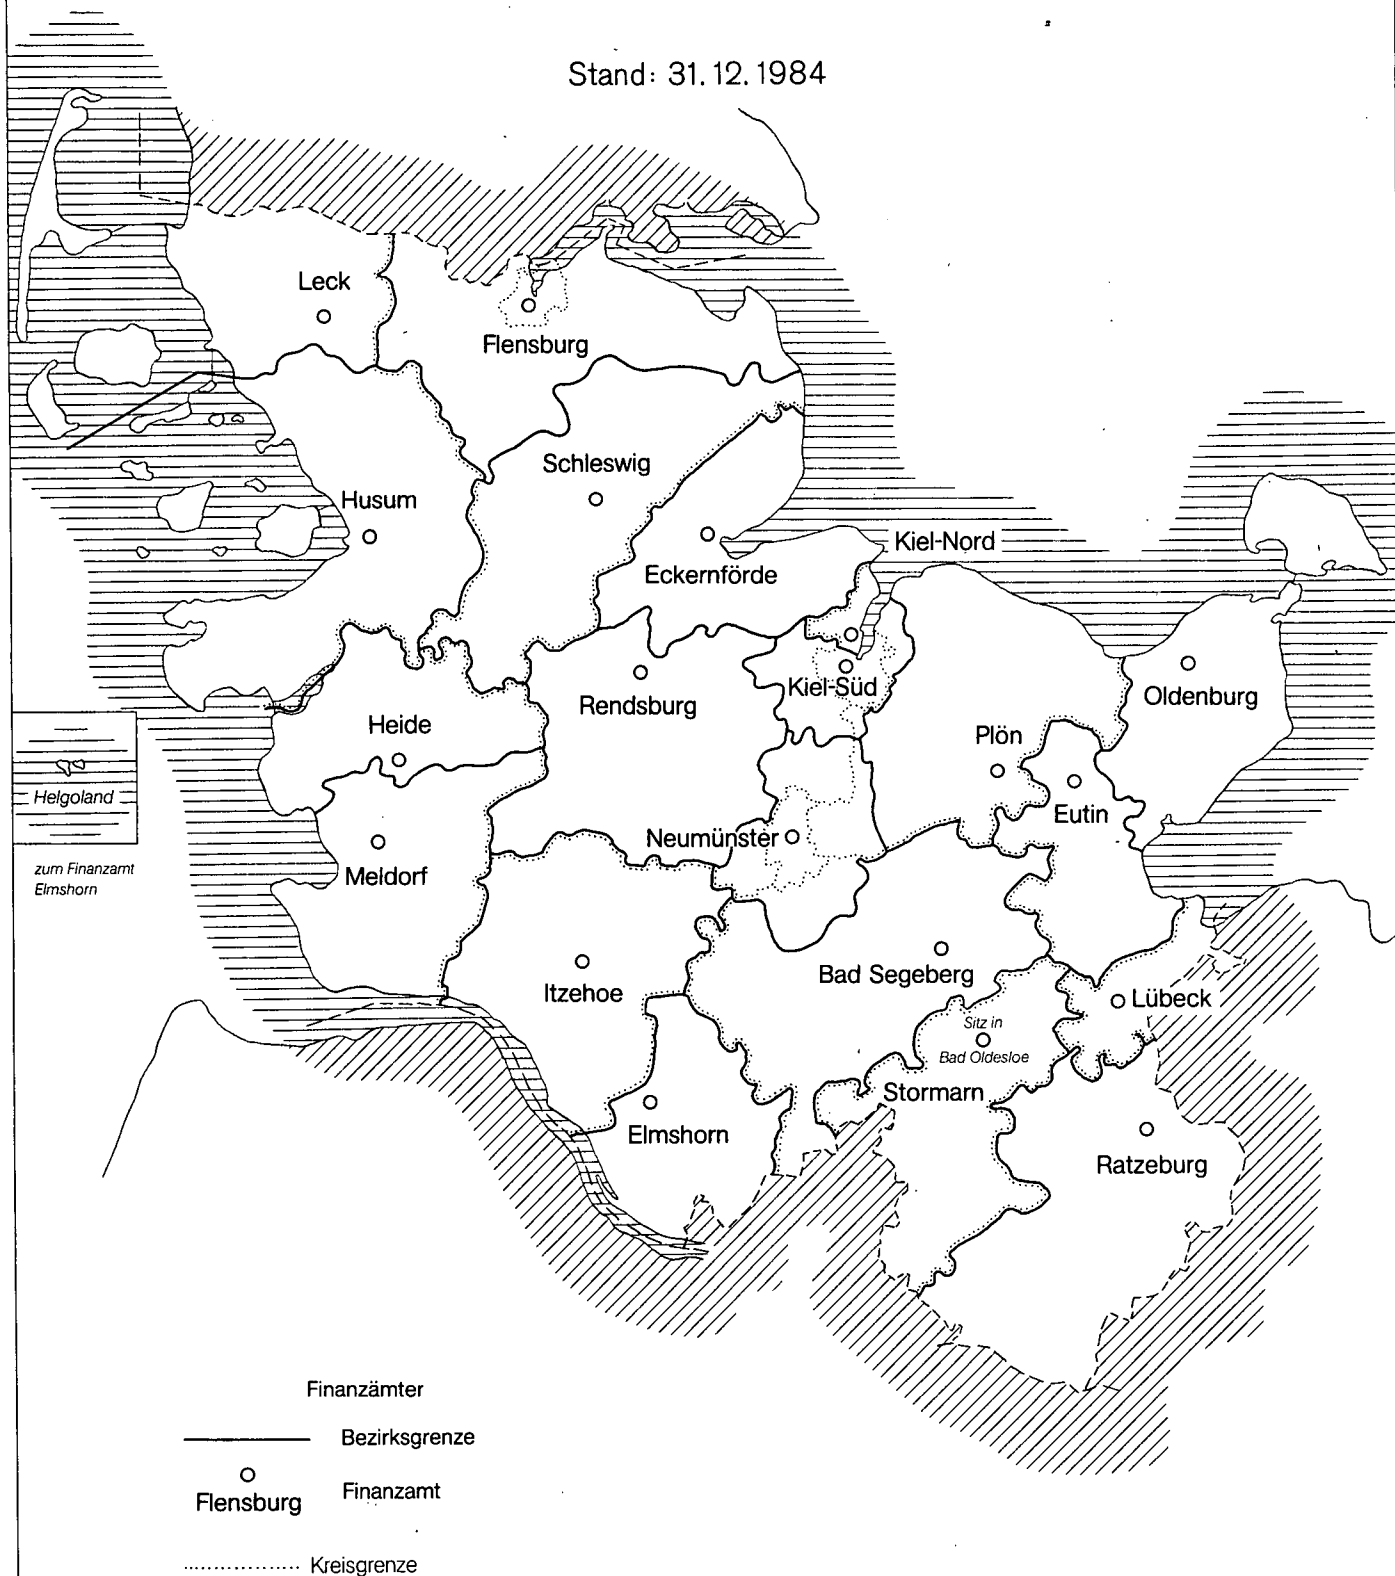 Stand: 31.12.1984
Leck
Flensburg
Schleswig
Husum
Kiel-Nord
Eckernförde
Kiel-Süd
Oldenburg
Rendsburg
Heide
Plön
Helgoland
Eutin
Neumünster
zum Finanzamt
Elmshorn
Meldorf
Bad Segeberg
Itzehoe
Lübeck
Sitz in
Bad Oldesloe
Stormarn
Elmshorn
Ratzeburg
Finanzämter
Bezirksgrenze
Flensburg
Finanzamt
Kreisgrenze